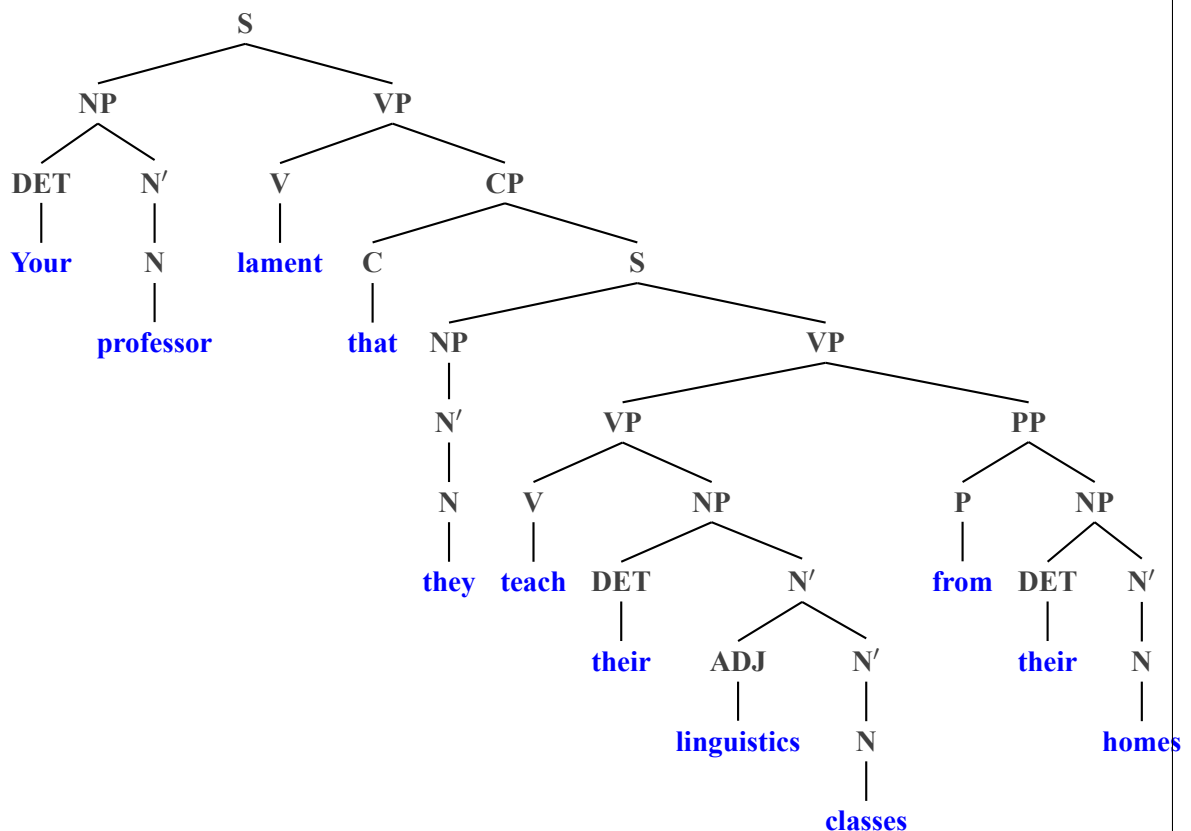 S
NP VP
DET N′ V CP
Your N lament C S
professor that NP VP
N′ VP PP
N V NP P NP
they teach DET N′ from DET N′
their ADJ N′ their N
linguistics N homes
classes